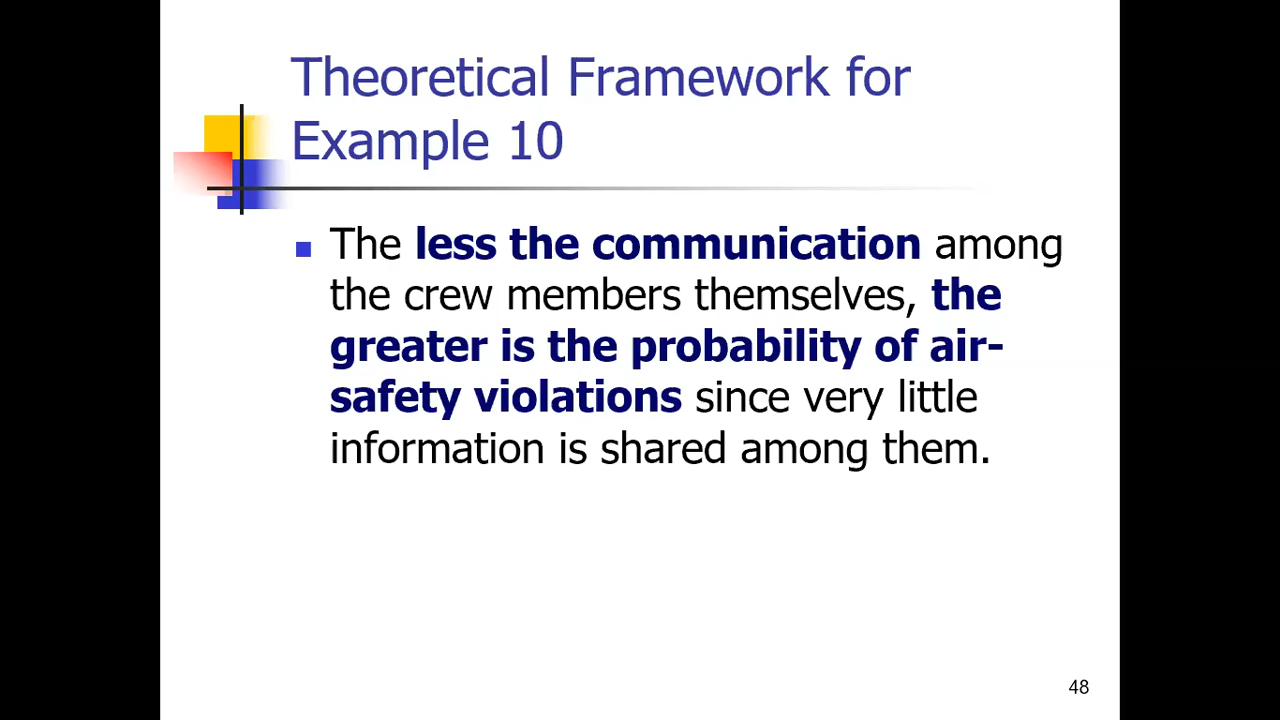 Theoretical Framework for
Example 10
The less the communication among
the crew members themselves, the
greater is the probability of air-
safety violations since very little
information is shared among them.
48